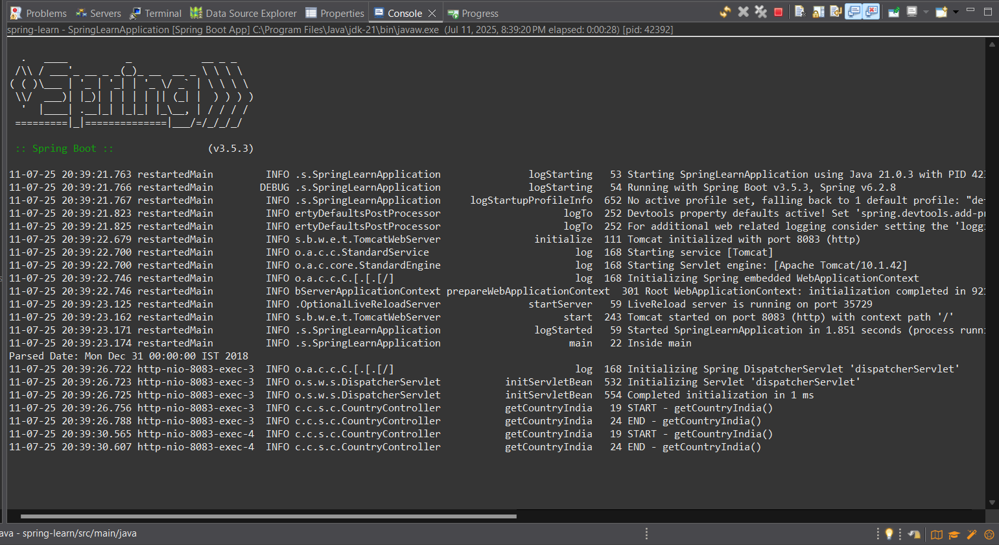 Problems Servers Terminal Data Source Explorer Properties Console Progress
spring-learn - SpringLearnApplication [Spring Boot App] C:\Program Files\Java\jdk-21\bin\javaw.exe (Jul 11, 2025, 8:39:20 PM elapsed: 0:00:28) [pid: 42392]
  .   ____          _            __ _ _
 /\\ / ___'_ __ _ _(_)_ __  __ _ \ \ \ \
( ( )\___ | '_ | '_| | '_ \/ _` | \ \ \ \
 \\/  ___)| |_)| | | | | || (_| |  ) ) ) )
  '  |____| .__|_| |_|_| |_\__, | / / / /
 =========|_|==============|___/=/_/_/_/
:: Spring Boot :: (v3.5.3)
11-07-25 20:39:21.763 restartedMain INFO .s.SpringLearnApplication logStarting 53 Starting SpringLearnApplication using Java 21.0.3 with PID 423
11-07-25 20:39:21.766 restartedMain DEBUG .s.SpringLearnApplication logStarting 54 Running with Spring Boot v3.5.3, Spring v6.2.8
11-07-25 20:39:21.767 restartedMain INFO .s.SpringLearnApplication logStartupProfileInfo 652 No active profile set, falling back to 1 default profile: "de
11-07-25 20:39:21.823 restartedMain INFO ertyDefaultsPostProcessor logTo 252 Devtools property defaults active! Set 'spring.devtools.add-p
11-07-25 20:39:21.825 restartedMain INFO ertyDefaultsPostProcessor logTo 252 For additional web related logging consider setting the 'logg
11-07-25 20:39:22.679 restartedMain INFO s.b.w.e.t.TomcatWebServer initialize 111 Tomcat initialized with port 8083 (http)
11-07-25 20:39:22.700 restartedMain INFO o.a.c.c.StandardService log 168 Starting service [Tomcat]
11-07-25 20:39:22.700 restartedMain INFO o.a.c.core.StandardEngine log 168 Starting Servlet engine: [Apache Tomcat/10.1.42]
11-07-25 20:39:22.746 restartedMain INFO o.a.c.c.C.[.[.[/] log 168 Initializing Spring embedded WebApplicationContext
11-07-25 20:39:22.746 restartedMain INFO bServerApplicationContext prepareWebApplicationContext 301 Root WebApplicationContext: initialization completed in 921
11-07-25 20:39:23.125 restartedMain INFO .OptionalLiveReloadServer startServer 59 LiveReload server is running on port 35729
11-07-25 20:39:23.162 restartedMain INFO s.b.w.e.t.TomcatWebServer start 243 Tomcat started on port 8083 (http) with context path '/'
11-07-25 20:39:23.171 restartedMain INFO .s.SpringLearnApplication logStarted 59 Started SpringLearnApplication in 1.851 seconds (process runni
11-07-25 20:39:23.174 restartedMain INFO .s.SpringLearnApplication main 22 Inside main
Parsed Date: Mon Dec 31 00:00:00 IST 2018
11-07-25 20:39:26.722 http-nio-8083-exec-3 INFO o.a.c.c.C.[.[.[/] log 168 Initializing Spring DispatcherServlet 'dispatcherServlet'
11-07-25 20:39:26.723 http-nio-8083-exec-3 INFO o.s.w.s.DispatcherServlet initServletBean 532 Initializing Servlet 'dispatcherServlet'
11-07-25 20:39:26.725 http-nio-8083-exec-3 INFO o.s.w.s.DispatcherServlet initServletBean 554 Completed initialization in 1 ms
11-07-25 20:39:26.756 http-nio-8083-exec-3 INFO c.c.s.c.CountryController getCountryIndia 19 START - getCountryIndia()
11-07-25 20:39:26.788 http-nio-8083-exec-3 INFO c.c.s.c.CountryController getCountryIndia 24 END - getCountryIndia()
11-07-25 20:39:30.565 http-nio-8083-exec-4 INFO c.c.s.c.CountryController getCountryIndia 19 START - getCountryIndia()
11-07-25 20:39:30.607 http-nio-8083-exec-4 INFO c.c.s.c.CountryController getCountryIndia 24 END - getCountryIndia()
ava - spring-learn/src/main/java